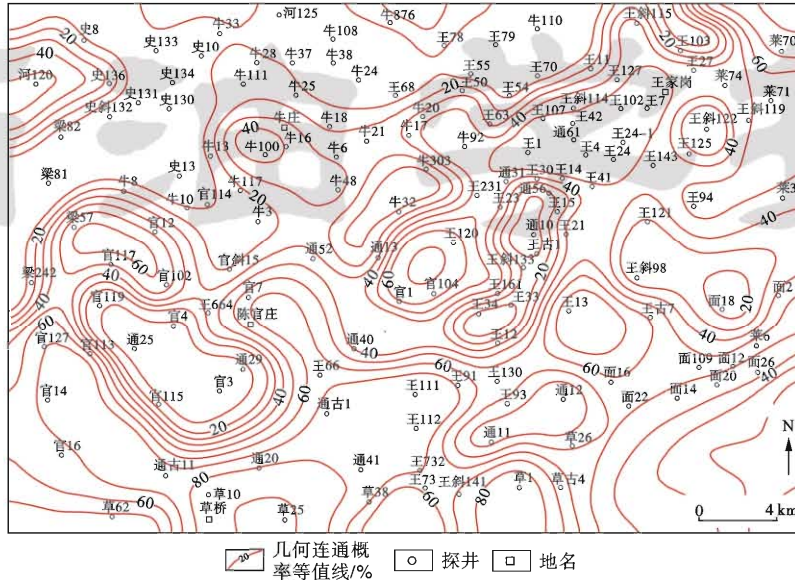 河125 牛876 王斜115
牛33 牛110
史8 牛108 王78 王79 王103
20 史133 史10 20 莱70
40 牛28 牛37 牛38 王55 王70 王11 王27 60
河120 史136 史134 牛111 牛24 王127 莱74
牛25 王68 20 王50 王54 王家岗 莱71
史131 史130 牛20 王63 40 王107 王斜114 王102 王7 王斜119
史斜132 牛庄 牛18 王42 王斜122
梁82 40 牛16 牛21 牛17 牛92 通61 王24-1
牛13 牛100 牛6 王1 王4 王24 王143 王125 40
梁81 史13 牛303 通31 王30 王14
牛8 牛117 牛48 王231 通56 40 王41 莱3
牛10 官114 20 牛32 王23 王15 王94
梁57 牛3 王121 40
20 官12 王120 通10 王21
官117 60 官斜15 通52 通13 王古1
梁242 40 官102 40 王斜133 20 王斜98
40 官119 官7 官104 王161 面2
60 官4 王664 官1 60 王34 王33 王13 王古7 面18 20
官127 陈官庄 通40 王12 莱6
官113 通25 通29 40 60 面109 面12 面26
王66 60 王130 面16 40
官14 官3 40 60 王111 王91 王93 通12 面14 面20
官115 20 通古1 面22
王112
官16 通11 草26
通古11 通20 通41 王732 N
80 草10 王73 王斜141 草1 草古4
草62 60 草桥 草25 草38 60 80 0 4 km
20 几何连通概
率等值线/% 探井 地名